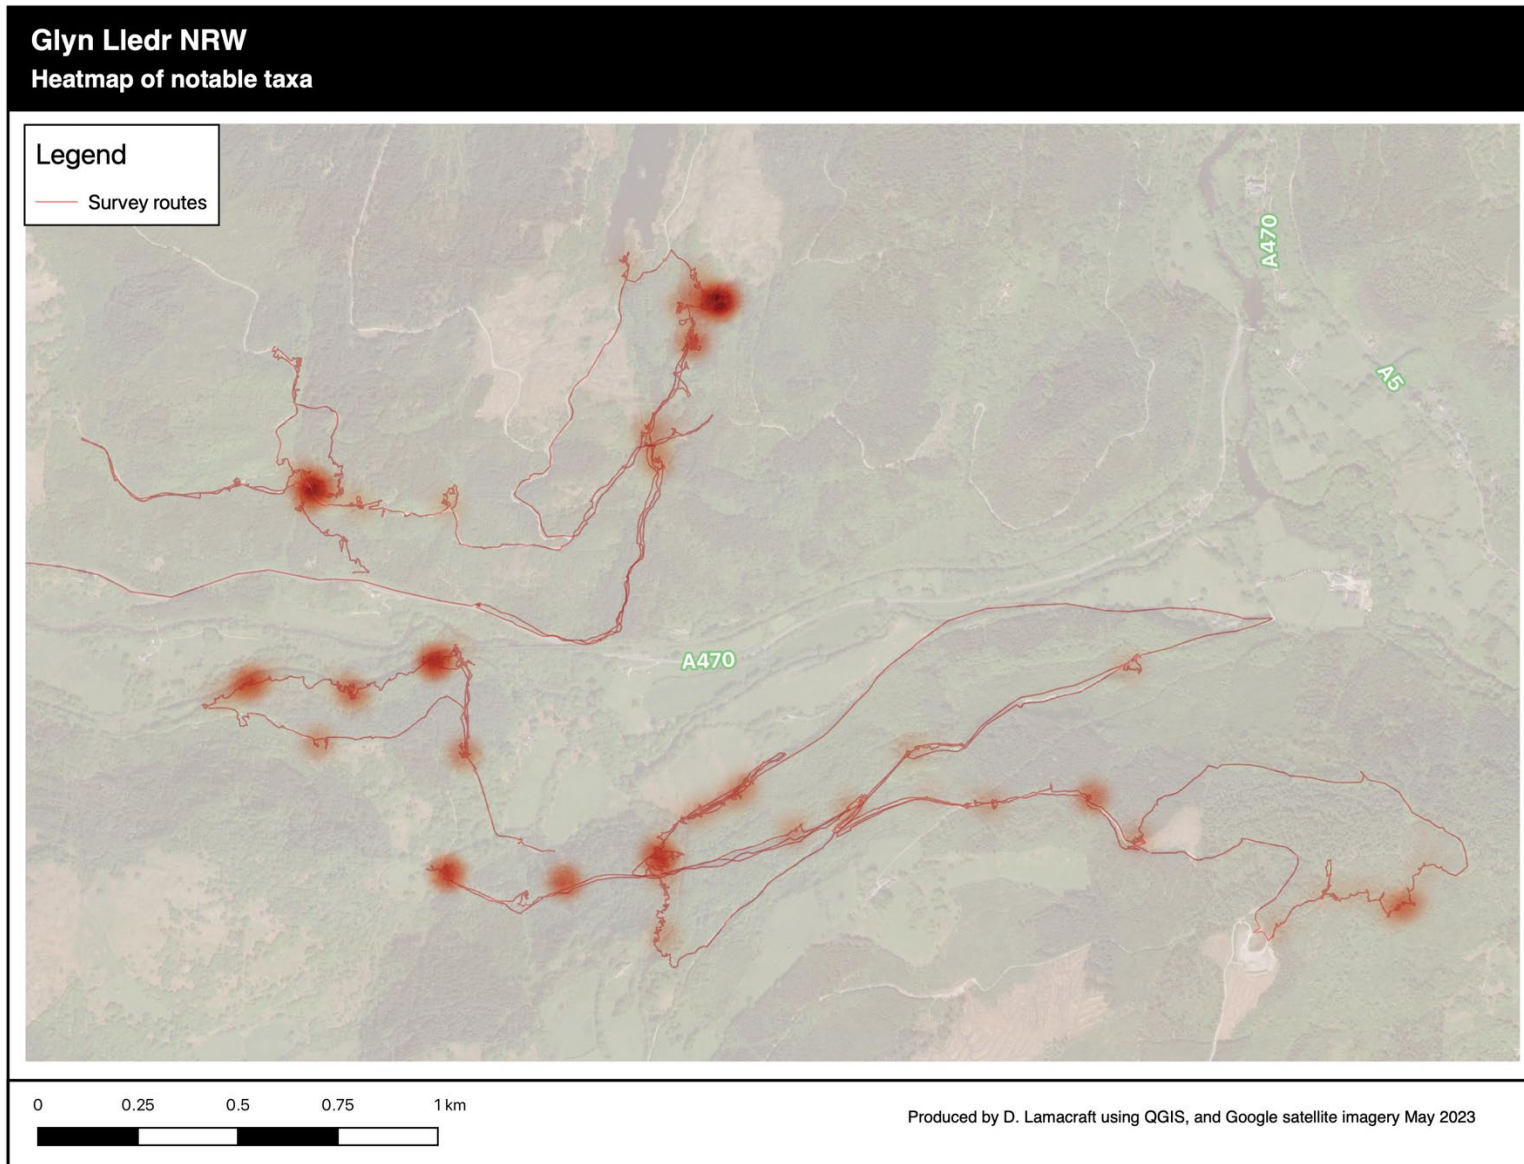 Glyn Lledr NRW
Heatmap of notable taxa
Legend
Survey routes
A470
A5
A470
0 0.25 0.5 0.75 1 km
Produced by D. Lamacraft using QGIS, and Google satellite imagery May 2023